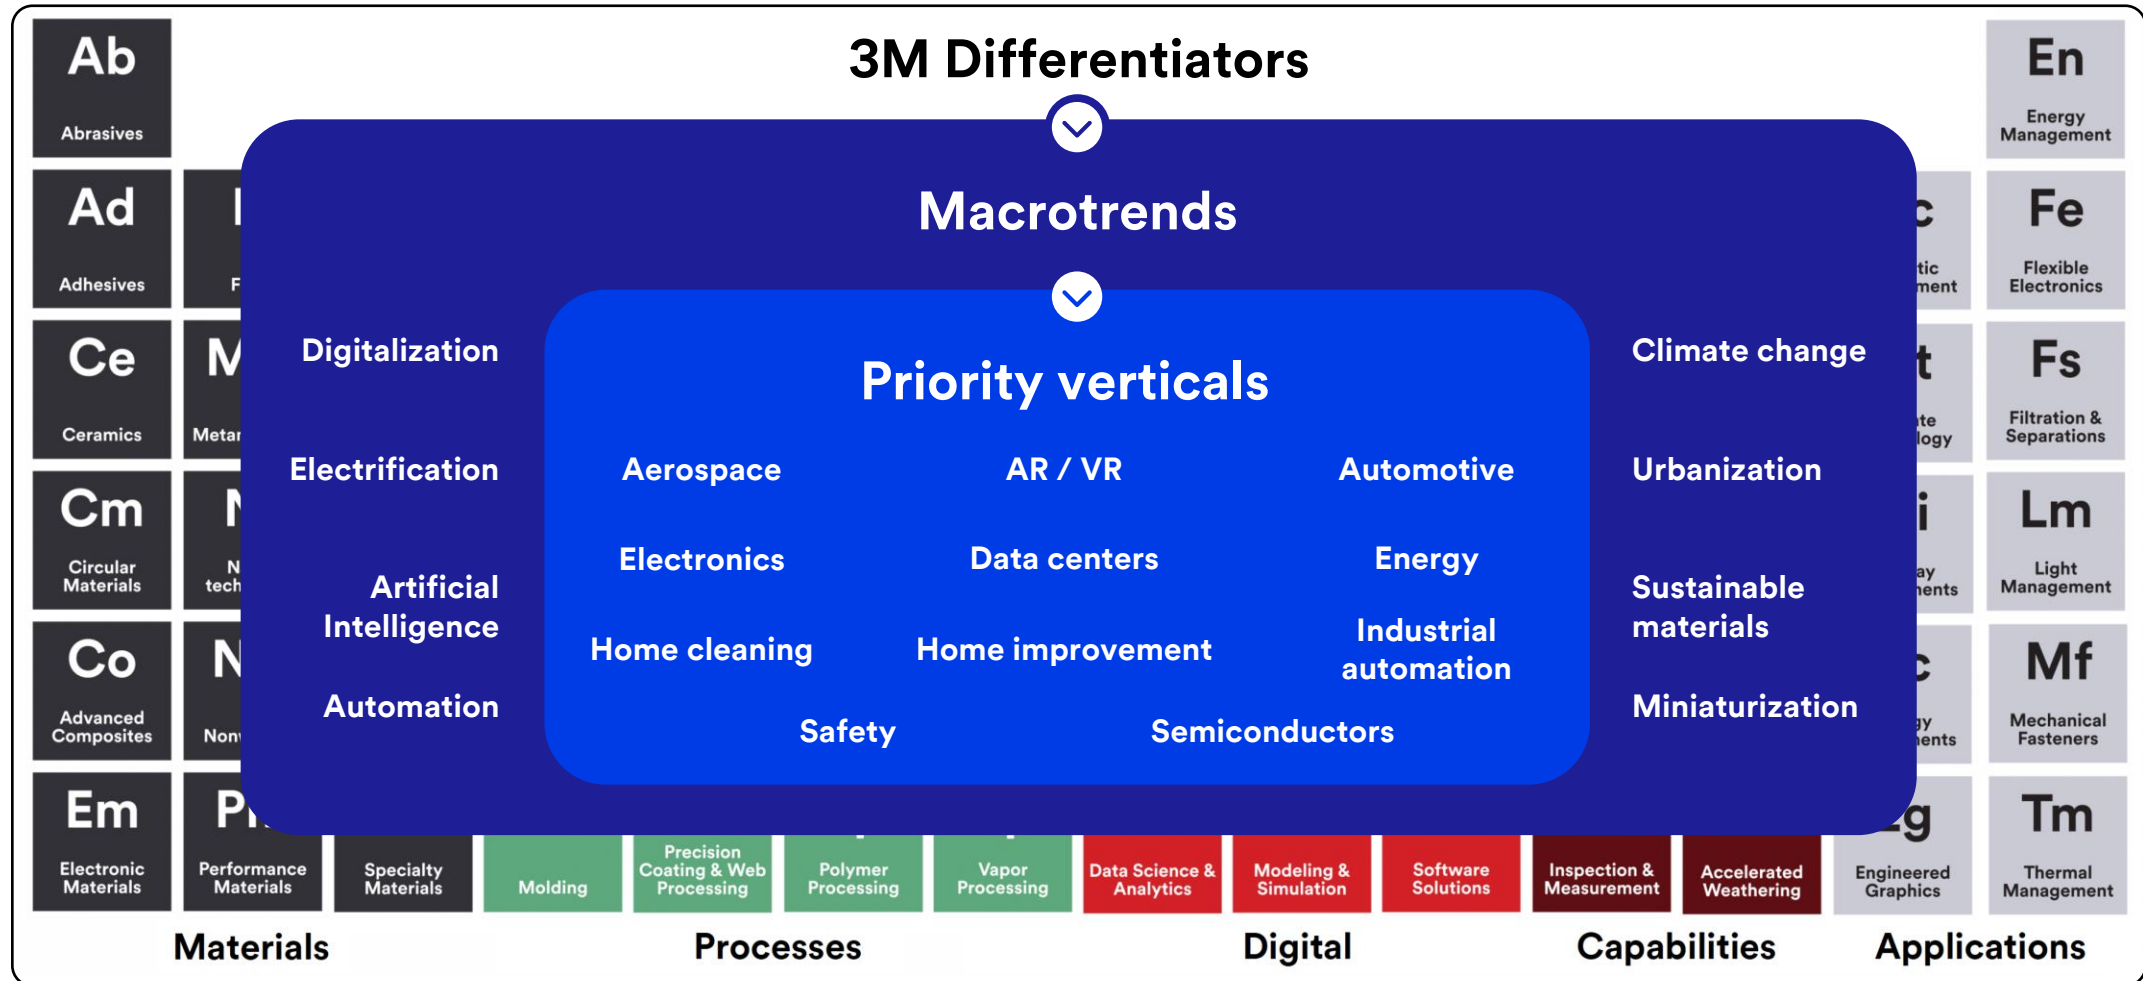 3M Differentiators
Macrotrends
Digitalization
Electrification
Artificial
Intelligence
Automation
Priority verticals
Aerospace
AR / VR
Automotive
Electronics
Data centers
Energy
Home cleaning
Home improvement
Industrial
automation
Safety
Semiconductors
Climate change
Urbanization
Sustainable
materials
Miniaturization
Ab
Abrasives
Ad
Adhesives
Ce
Ceramics
Cm
Circular
Materials
Co
Advanced
Composites
Em
Electronic
Materials
Performance
Materials
Specialty
Materials
Molding
Precision
Coating & Web
Processing
Polymer
Processing
Vapor
Processing
Data Science &
Analytics
Modeling &
Simulation
Software
Solutions
Inspection &
Measurement
Accelerated
Weathering
Engineered
Graphics
En
Energy
Management
Fe
Flexible
Electronics
Fs
Filtration &
Separations
Lm
Light
Management
Mf
Mechanical
Fasteners
Tm
Thermal
Management
Materials
Processes
Digital
Capabilities
Applications